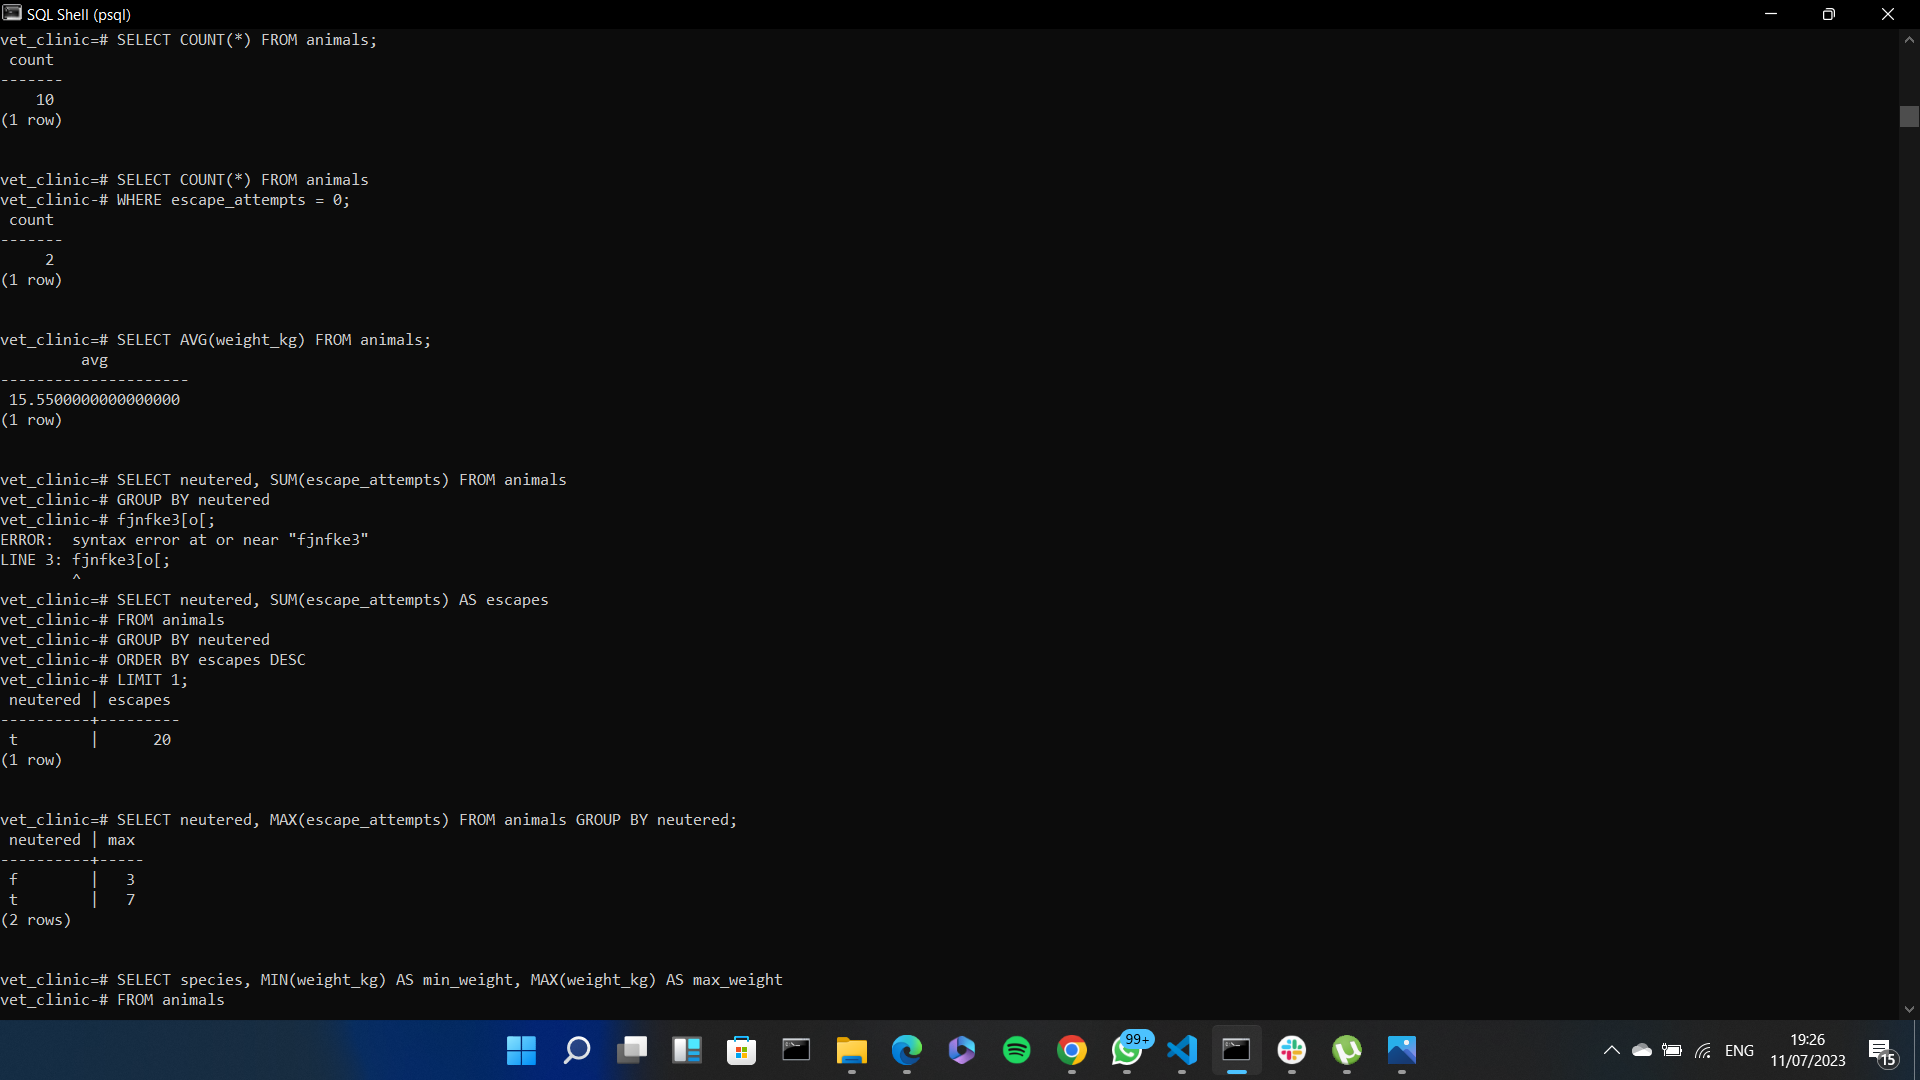 SQL Shell (psql)
vet_clinic=# SELECT COUNT(*) FROM animals;
 count
-------
    10
(1 row)


vet_clinic=# SELECT COUNT(*) FROM animals
vet_clinic-# WHERE escape_attempts = 0;
 count
-------
     2
(1 row)


vet_clinic=# SELECT AVG(weight_kg) FROM animals;
         avg
---------------------
 15.5500000000000000
(1 row)


vet_clinic=# SELECT neutered, SUM(escape_attempts) FROM animals
vet_clinic-# GROUP BY neutered
vet_clinic-# fjnfke3[o[;
ERROR:  syntax error at or near "fjnfke3"
LINE 3: fjnfke3[o[;
        ^
vet_clinic=# SELECT neutered, SUM(escape_attempts) AS escapes
vet_clinic-# FROM animals
vet_clinic-# GROUP BY neutered
vet_clinic-# ORDER BY escapes DESC
vet_clinic-# LIMIT 1;
 neutered | escapes
----------+---------
 t        |      20
(1 row)


vet_clinic=# SELECT neutered, MAX(escape_attempts) FROM animals GROUP BY neutered;
 neutered | max
----------+-----
 f        |   3
 t        |   7
(2 rows)


vet_clinic=# SELECT species, MIN(weight_kg) AS min_weight, MAX(weight_kg) AS max_weight
vet_clinic-# FROM animals
99+
ENG
19:26
11/07/2023
15